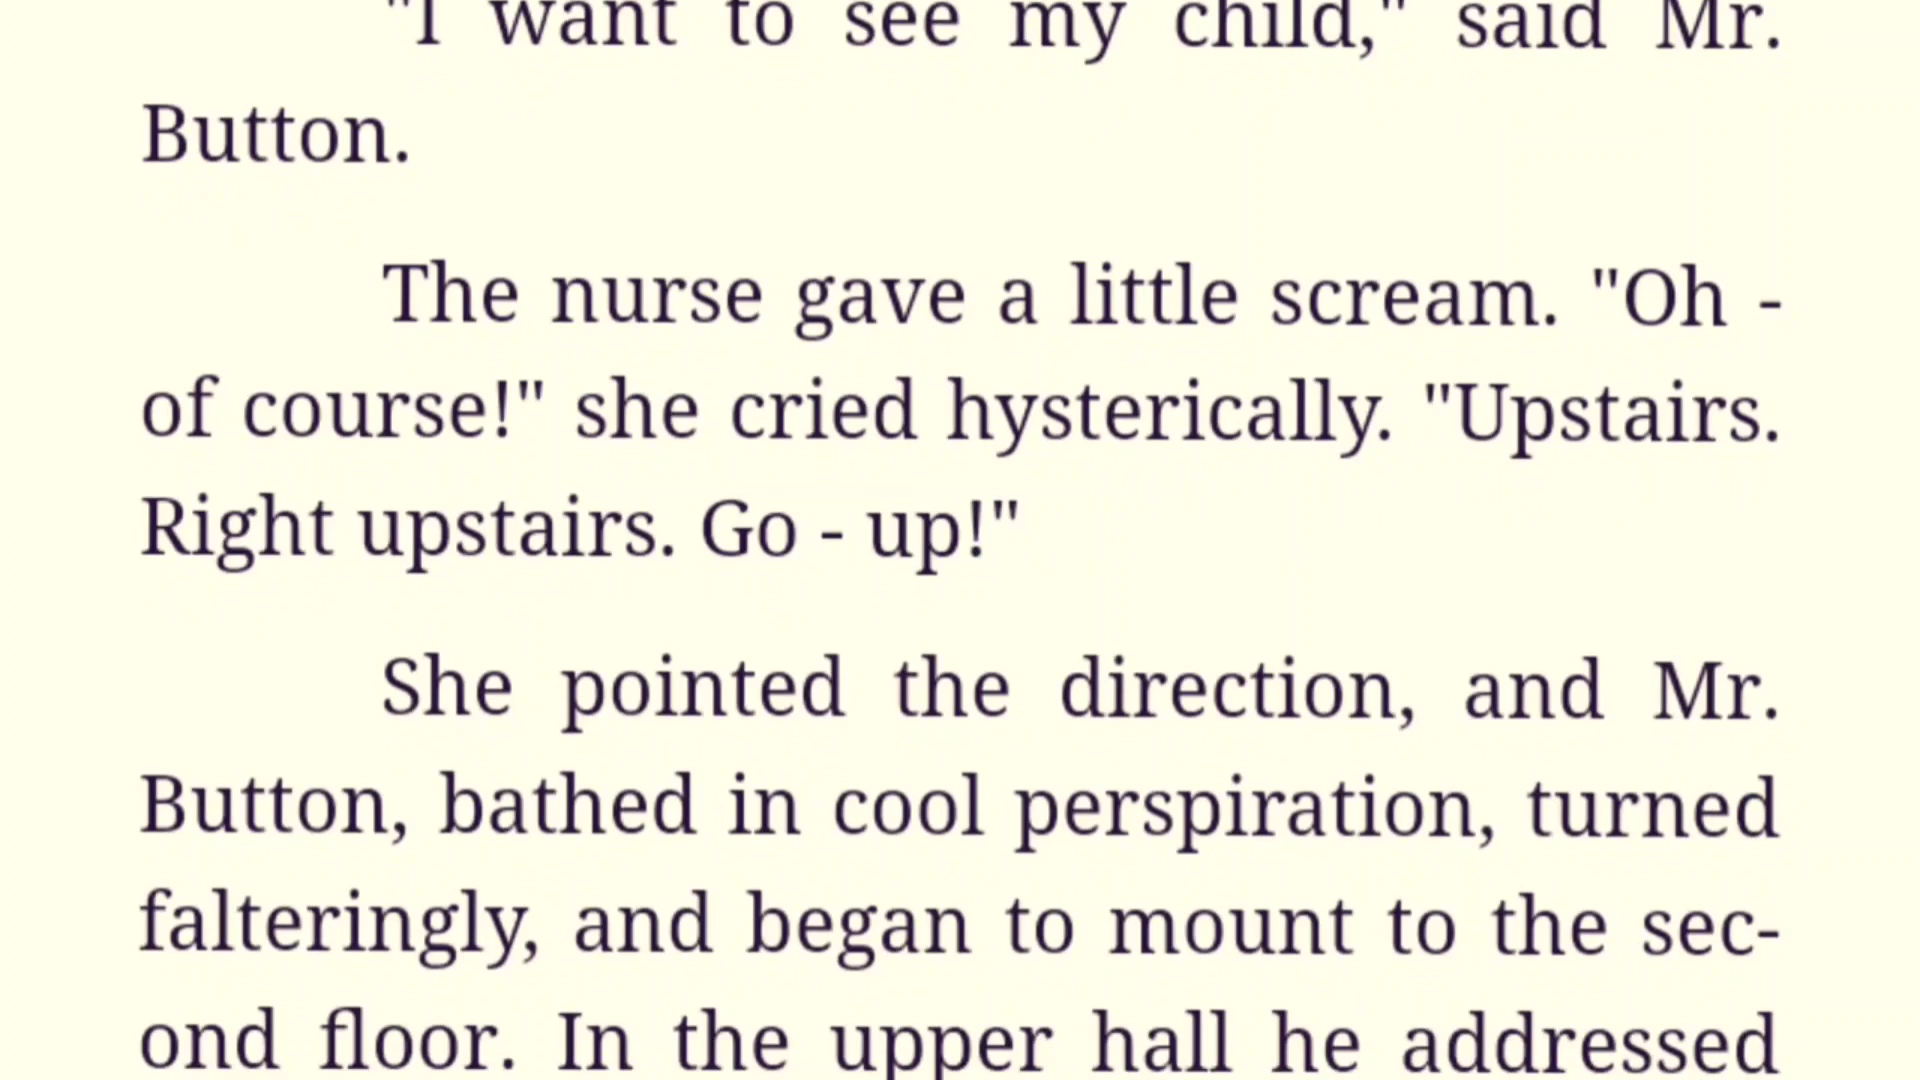 "I want to see my child," said Mr.
Button.
The nurse gave a little scream. "Oh -
of course!" she cried hysterically. "Upstairs.
Right upstairs. Go - up!"
She pointed the direction, and Mr.
Button, bathed in cool perspiration, turned
falteringly, and began to mount to the sec-
ond floor. In the upper hall he addressed